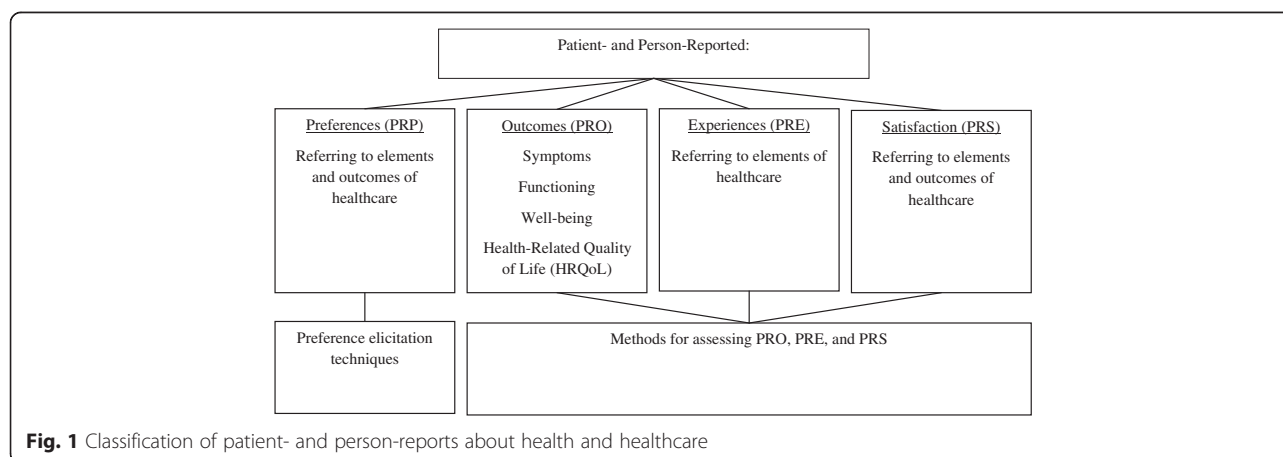 Patient- and Person-Reported:
Preferences (PRP)
Referring to elements
and outcomes of
healthcare
Outcomes (PRO)
Symptoms
Functioning
Well-being
Health-Related Quality
of Life (HRQoL)
Experiences (PRE)
Referring to elements of
healthcare
Satisfaction (PRS)
Referring to elements
and outcomes of
healthcare
Preference elicitation
techniques
Methods for assessing PRO, PRE, and PRS
Fig. 1 Classification of patient- and person-reports about health and healthcare